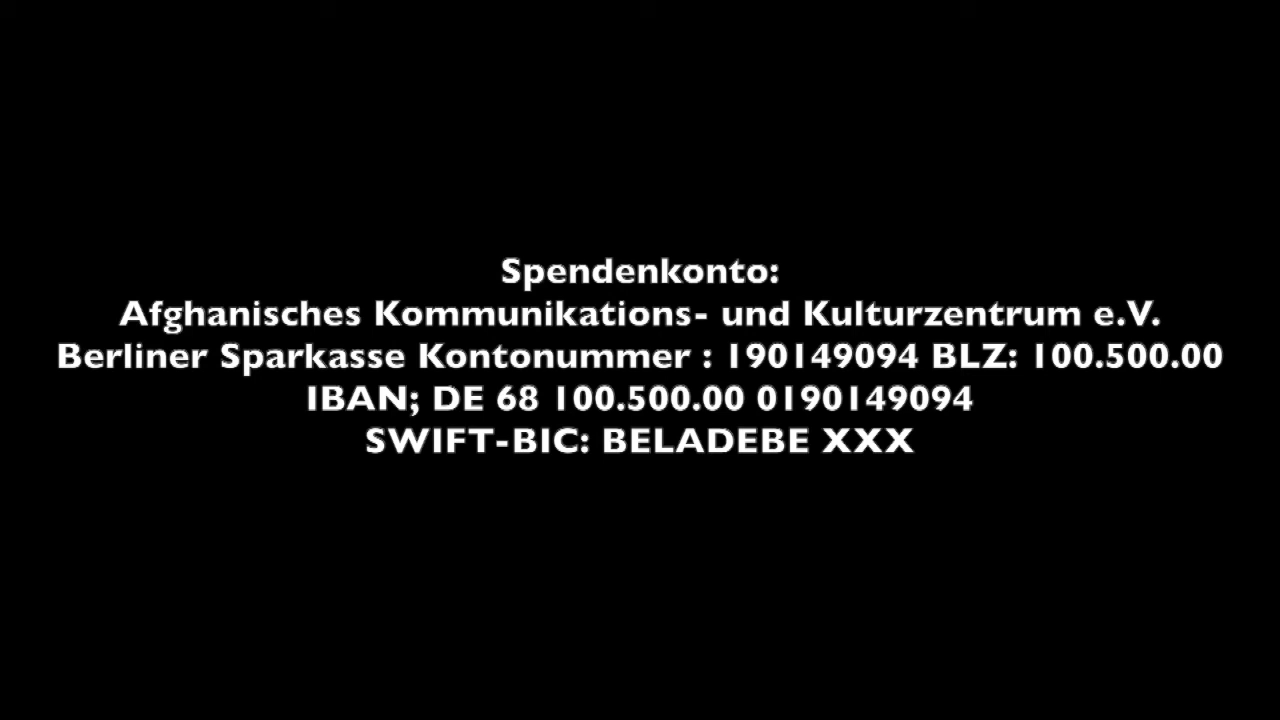 Spendenkonto:
Afghanisches Kommunikations- und Kulturzentrum e.V.
Berliner Sparkasse Kontonummer : 190149094 BLZ: 100.500.00
IBAN; DE 68 100.500.00 0190149094
SWIFT-BIC: BELADEBE XXX